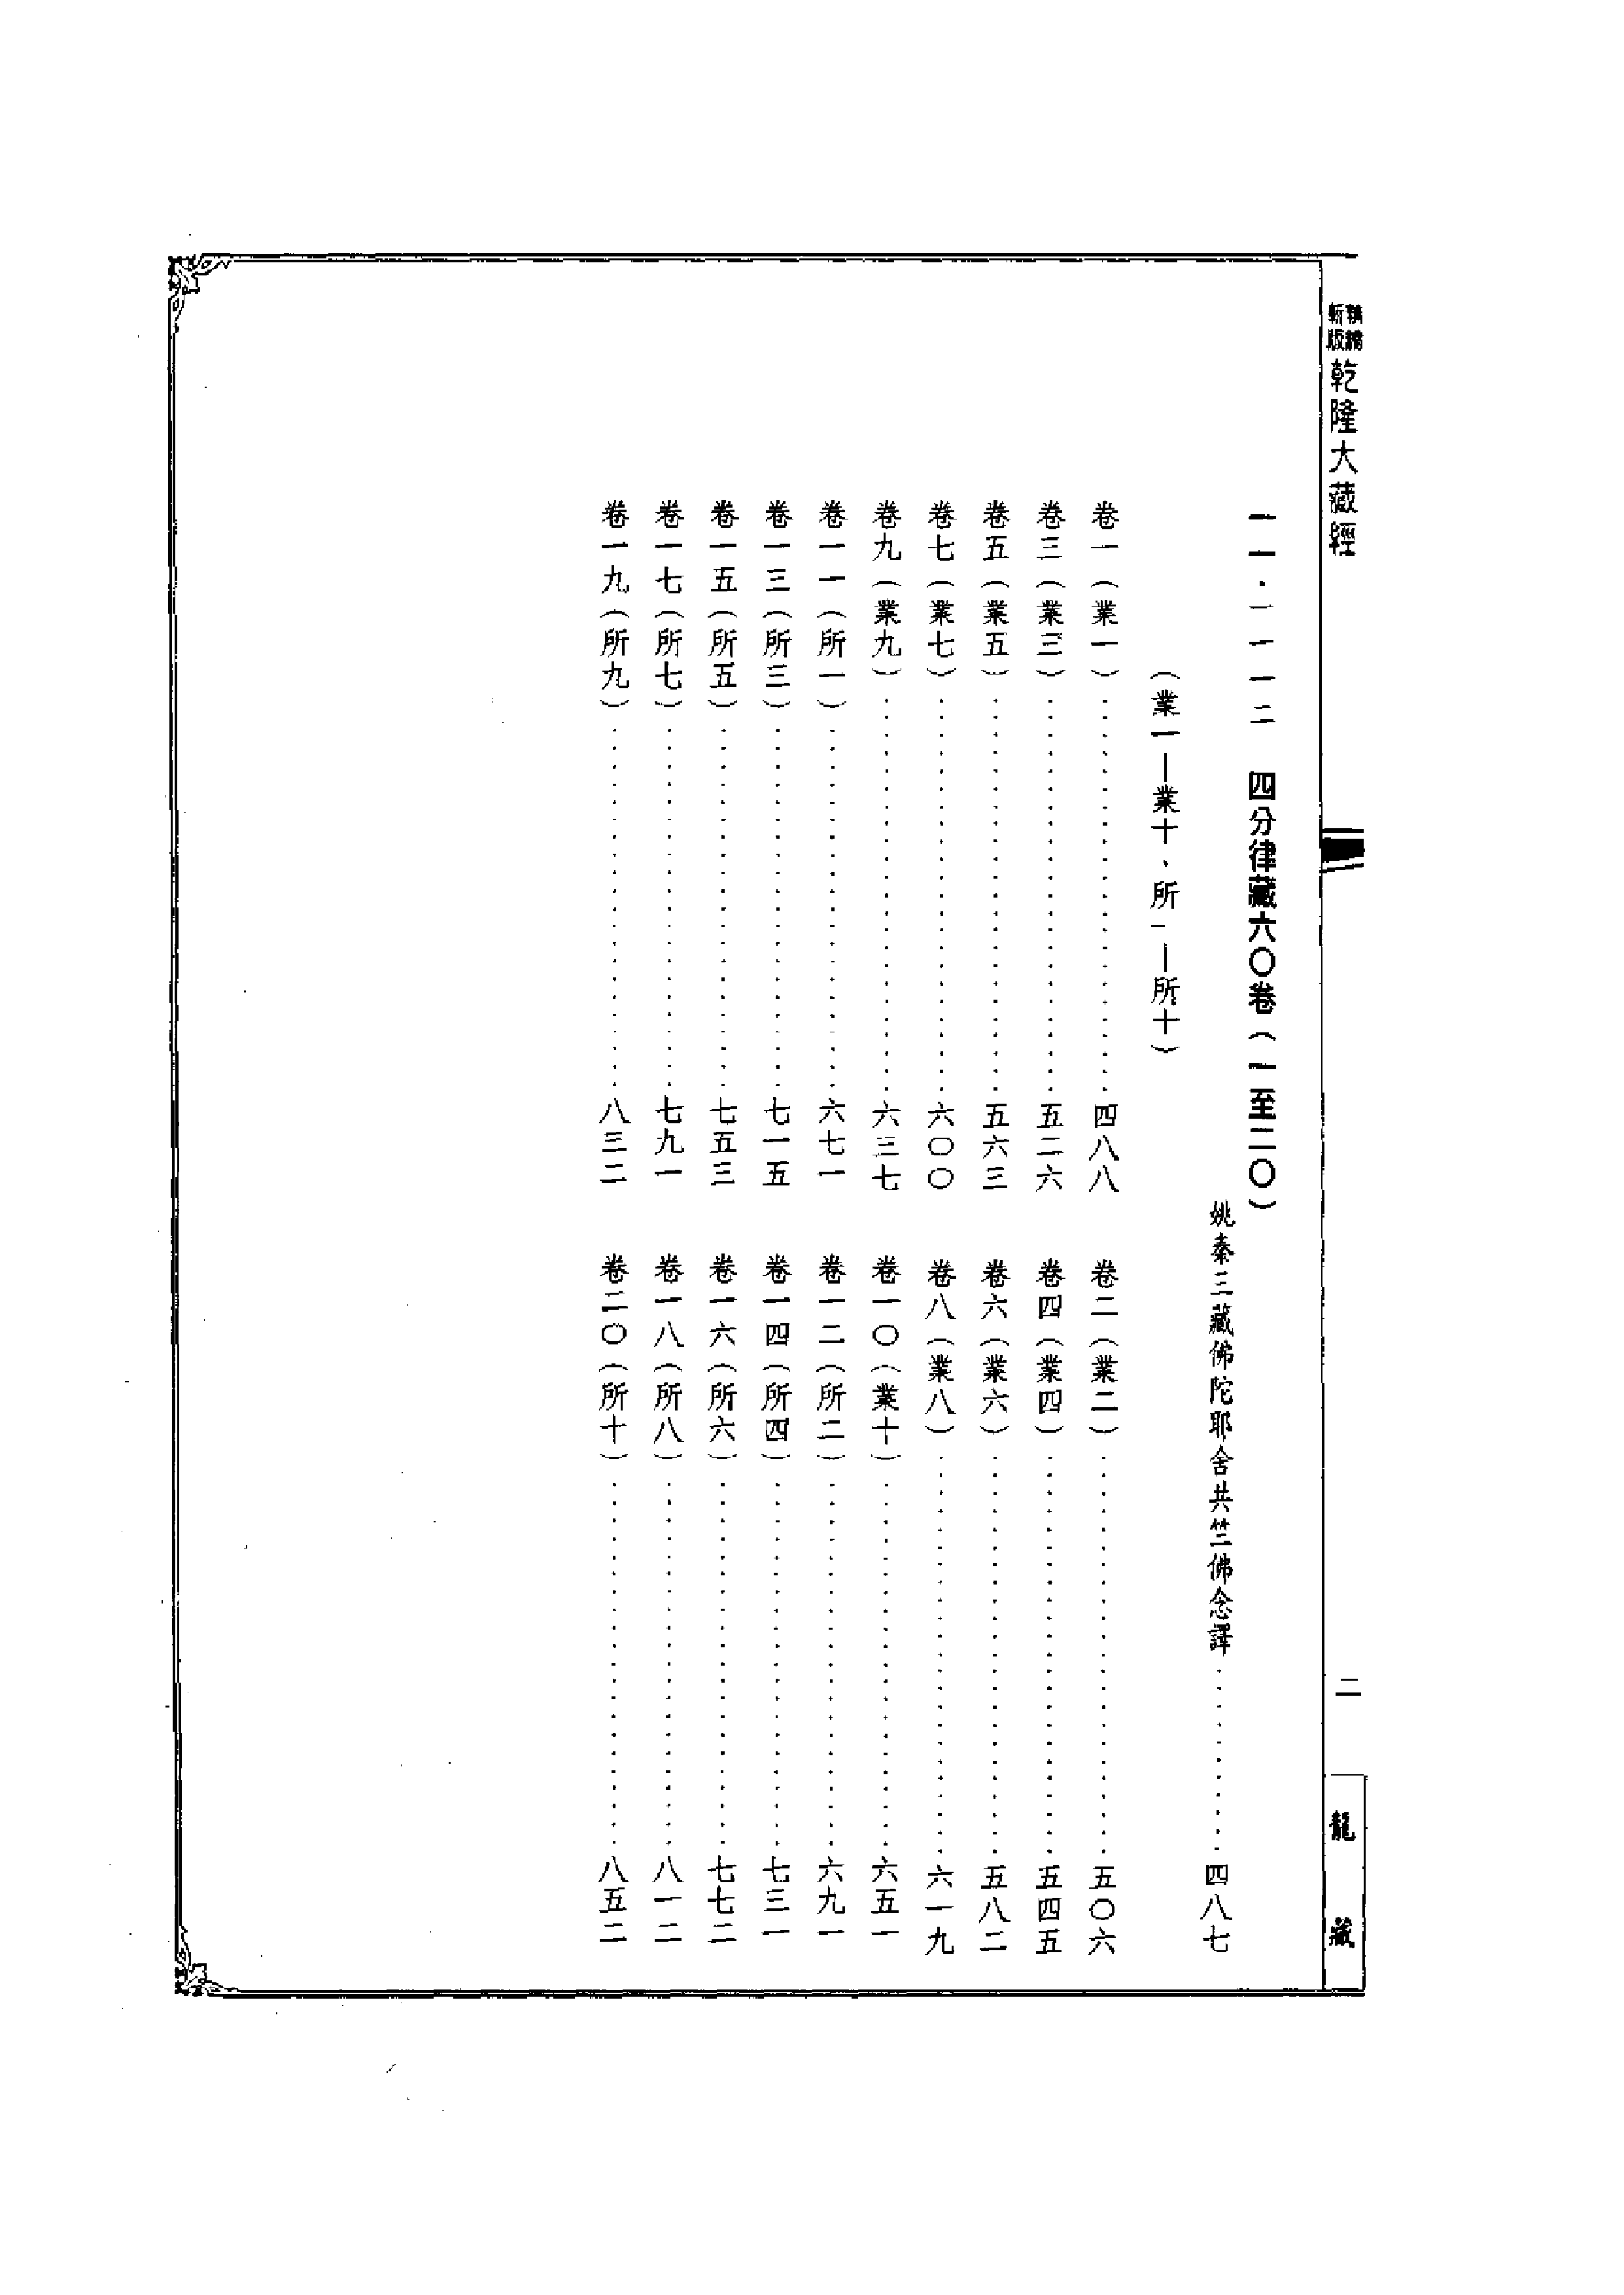 乾隆大藏經
二
龍藏
一一·一一一二 四分律藏六〇卷（一至二〇）
姚秦三藏佛陀耶舍共竺佛念譯……………四八七
（業一—業十、所一—所十）
卷一（業一）……………四八八 卷二（業二）……………五〇六
卷三（業三）……………五二六 卷四（業四）……………五四五
卷五（業五）……………五六三 卷六（業六）……………五八二
卷七（業七）……………六〇〇 卷八（業八）……………六一九
卷九（業九）……………六三七 卷一〇（業十）……………六五一
卷一一（所一）……………六七一 卷一二（所二）……………六九一
卷一三（所三）……………七一五 卷一四（所四）……………七三一
卷一五（所五）……………七五三 卷一六（所六）……………七七二
卷一七（所七）……………七九一 卷一八（所八）……………八一二
卷一九（所九）……………八三二 卷二〇（所十）……………八五二